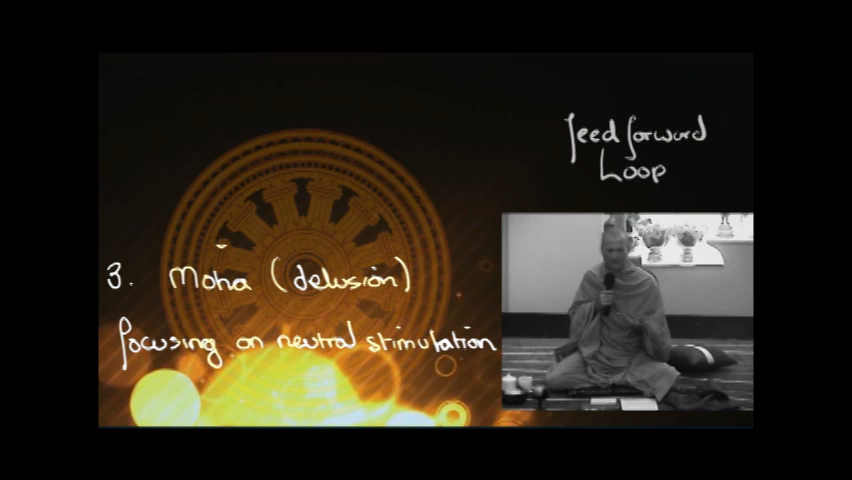 feed forward
Loop
3. Moha (delusion)
focusing on neutral stimulation